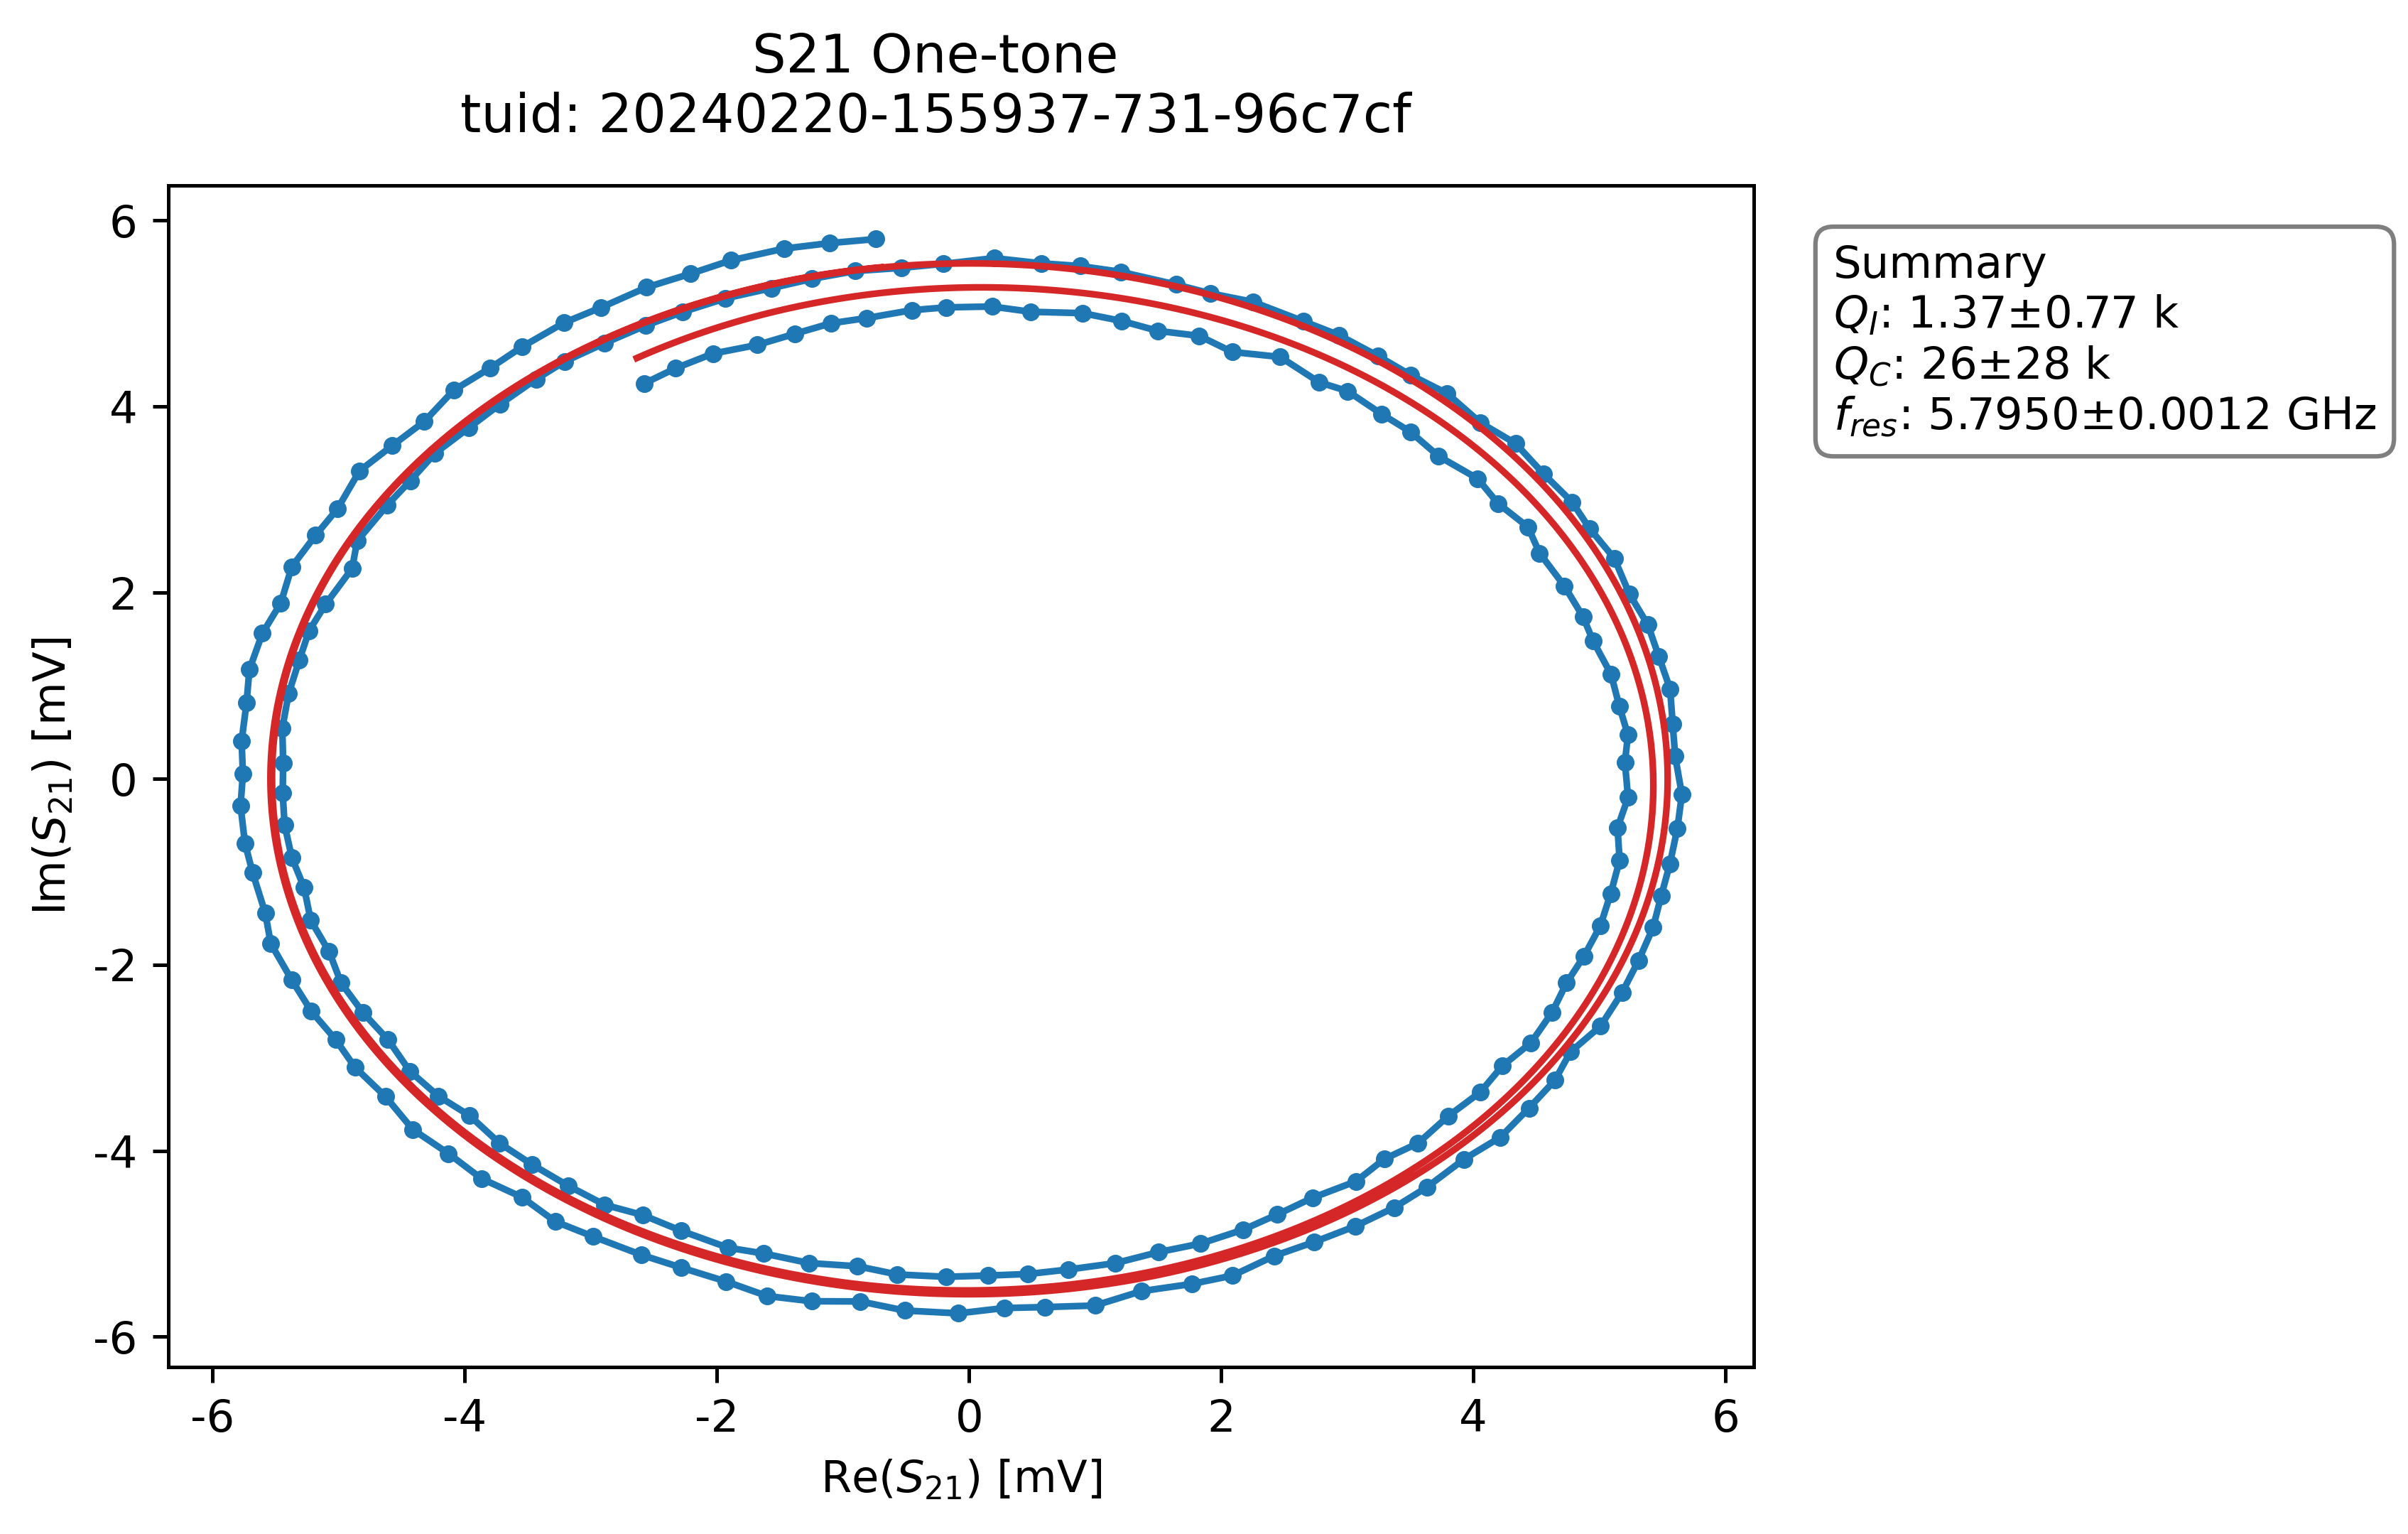 S21 One-tone
tuid: 20240220-155937-731-96c7cf
6
4
2
0
-2
-4
-6
Im(S21) [mV]
-6 -4 -2 0 2 4 6
Re(S21) [mV]
Summary
QI: 1.37±0.77 k
QC: 26±28 k
fres: 5.7950±0.0012 GHz